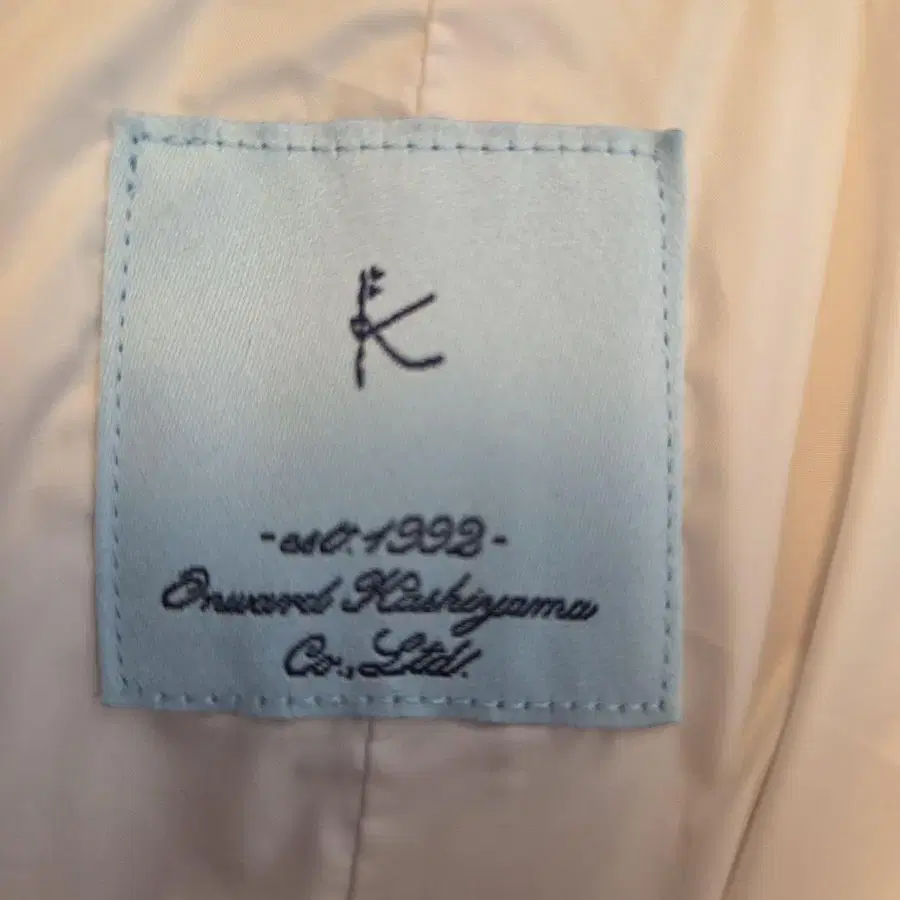 K
-est. 1992-
Onward Kashiyama
Co., Ltd.